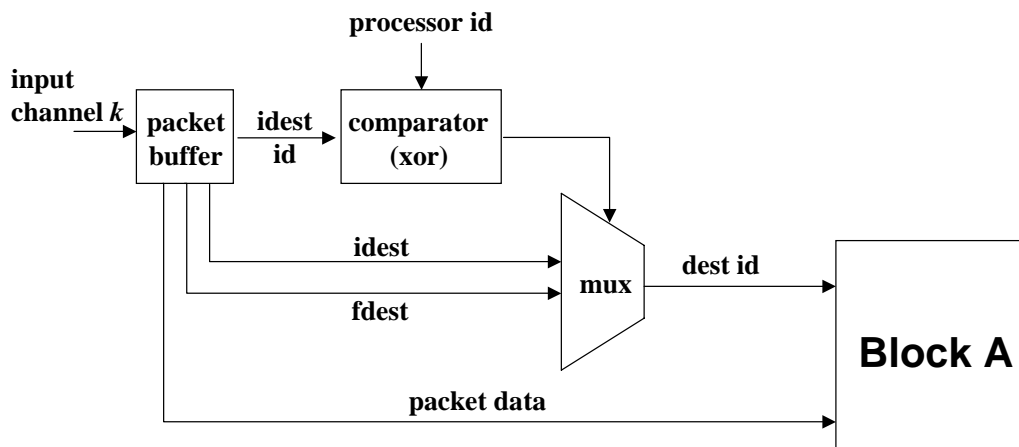 processor id
input
channel k
packet
buffer
idest
id
comparator
(xor)
idest
fdest
mux
dest id
Block A
packet data